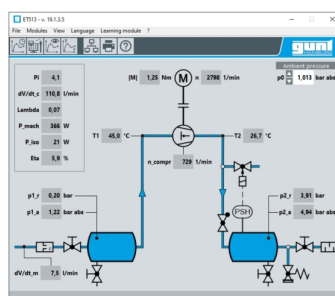 ET513 - v. 19.1.3.5
File Modules View Language Learning module ?
gunt
Ambient pressure
p0 1,013 bar abs
Pi 4,1
dV/dt_c 110,8 l/min
Lambda 0,07
P_mech 366 W
P_iso 21 W
Eta 5,9 %
|M| 1,25 Nm M n 2798 1/min
T1 45,0 °C
T2 26,7 °C
n_compr 729 1/min
p1_r 0,20 bar
p1_a 1,22 bar abs
PSH
p2_r 3,91 bar
p2_a 4,94 bar abs
dV/dt_m 7,5 l/min